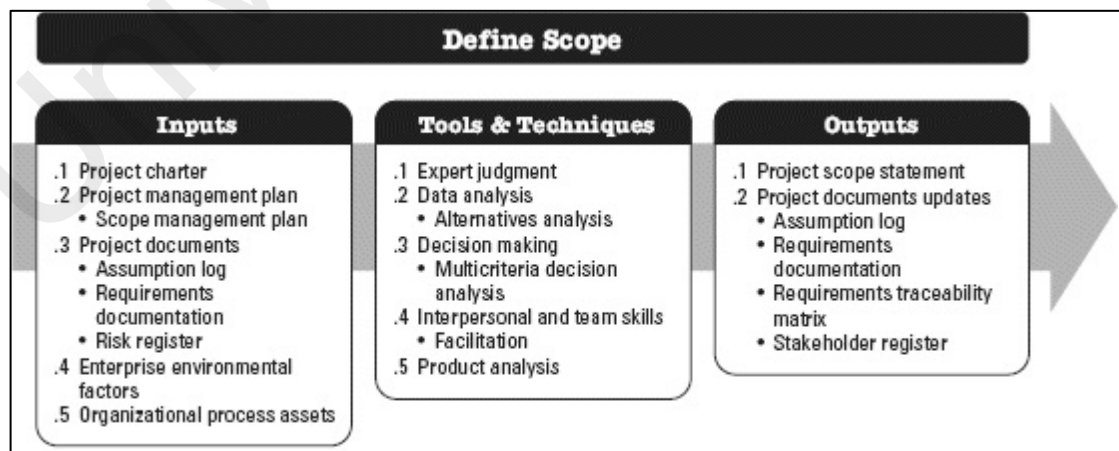 Define Scope
Inputs
.1 Project charter
.2 Project management plan
• Scope management plan
.3 Project documents
• Assumption log
• Requirements
documentation
• Risk register
.4 Enterprise environmental
factors
.5 Organizational process assets
Tools & Techniques
.1 Expert judgment
.2 Data analysis
• Alternatives analysis
.3 Decision making
• Multicriteria decision
analysis
.4 Interpersonal and team skills
• Facilitation
.5 Product analysis
Outputs
.1 Project scope statement
.2 Project documents updates
• Assumption log
• Requirements
documentation
• Requirements traceability
matrix
• Stakeholder register